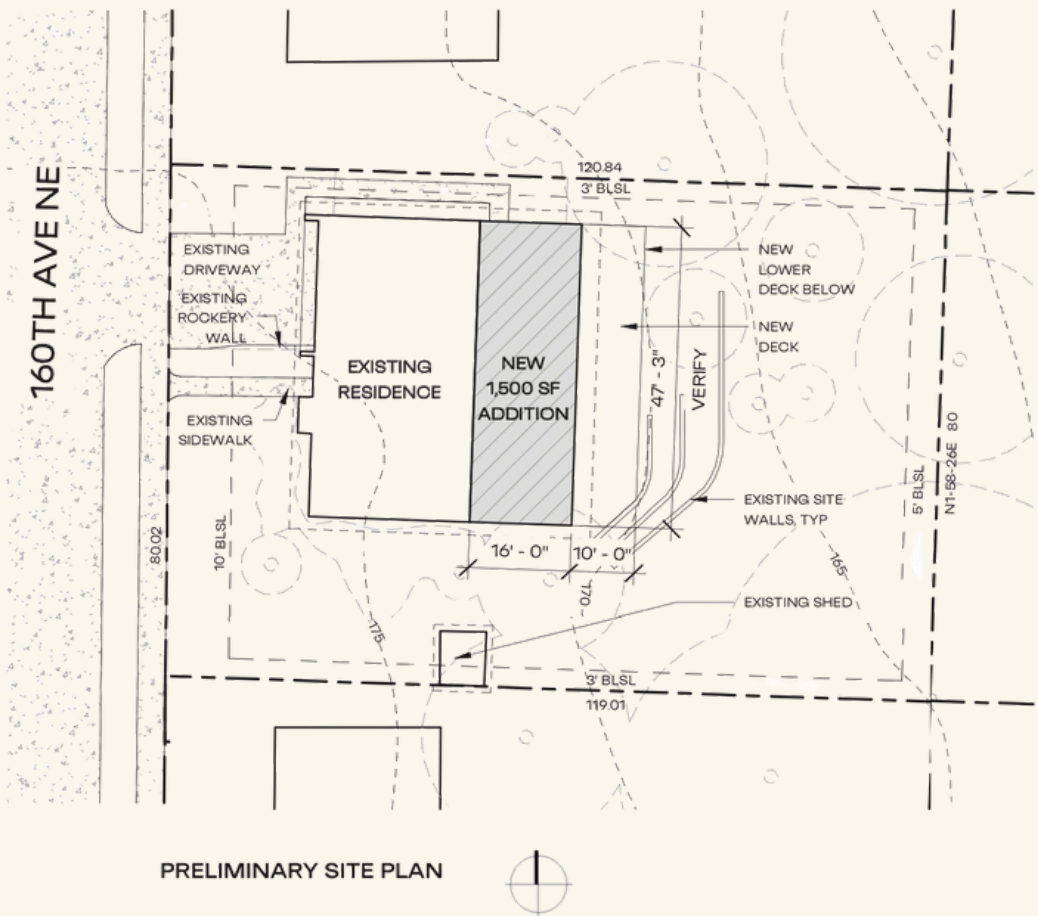 160TH AVE NE
120.84
3' BLSL
EXISTING
DRIVEWAY
EXISTING
ROCKERY
WALL
EXISTING
SIDEWALK
EXISTING
RESIDENCE
NEW
1,500 SF
ADDITION
NEW
LOWER
DECK BELOW
NEW
DECK
47' - 3"
VERIFY
EXISTING SITE
WALLS, TYP
5' BLSL
N1-58-26E 80
80.02
10' BLSL
16' - 0"
10' - 0"
170
165
175
EXISTING SHED
3' BLSL
119.01
PRELIMINARY SITE PLAN